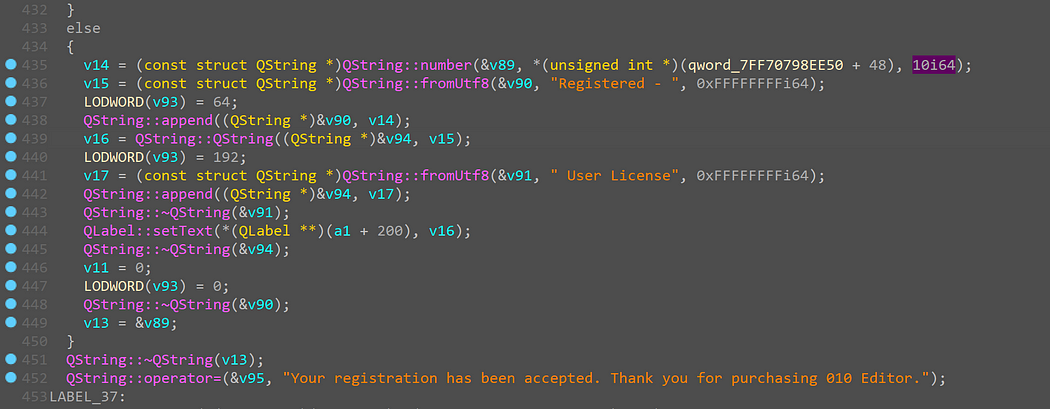 432 }
433 else
434 {
435 v14 = (const struct QString *)QString::number(&v89, *(unsigned int *)(qword_7FF70798EE50 + 48), 10i64);
436 v15 = (const struct QString *)QString::fromUtf8(&v90, "Registered - ", 0xFFFFFFFFi64);
437 LODWORD(v93) = 64;
438 QString::append((QString *)&v90, v14);
439 v16 = QString::QString((QString *)&v94, v15);
440 LODWORD(v93) = 192;
441 v17 = (const struct QString *)QString::fromUtf8(&v91, " User License", 0xFFFFFFFFi64);
442 QString::append((QString *)&v94, v17);
443 QString::~QString(&v91);
444 QLabel::setText(*(QLabel **)(a1 + 200), v16);
445 QString::~QString(&v94);
446 v11 = 0;
447 LODWORD(v93) = 0;
448 QString::~QString(&v90);
449 v13 = &v89;
450 }
451 QString::~QString(v13);
452 QString::operator=(&v95, "Your registration has been accepted. Thank you for purchasing 010 Editor.");
453 LABEL_37: